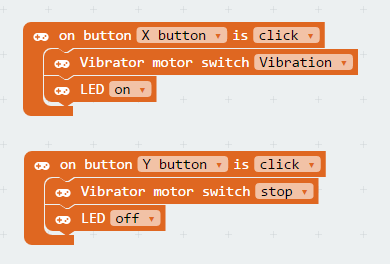 on button X button is click
Vibrator motor switch Vibration
LED on
on button Y button is click
Vibrator motor switch stop
LED off